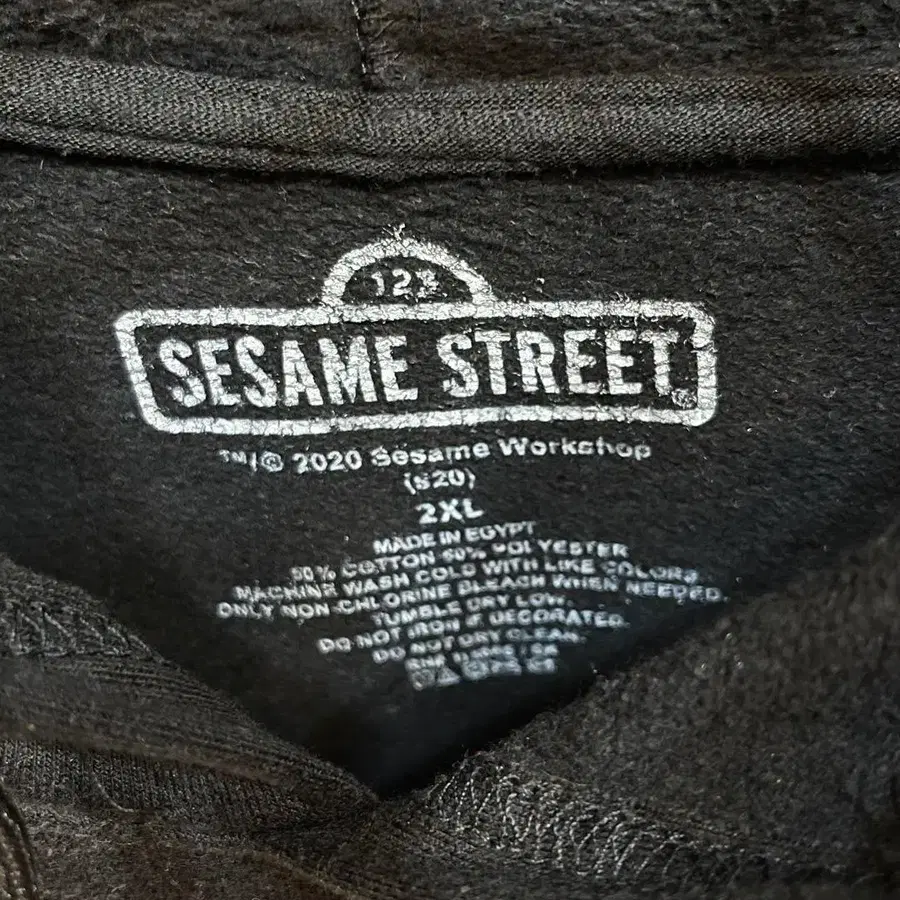 123
SESAME STREET
™/© 2020 Sesame Workshop
(s20)
2XL
MADE IN EGYPT
50% COTTON 50% POLYESTER
MACHINE WASH COLD WITH LIKE COLORS.
ONLY NON-CHLORINE BLEACH WHEN NEEDED.
TUMBLE DRY LOW.
DO NOT IRON IF DECORATED.
DO NOT DRY CLEAN.
RN#